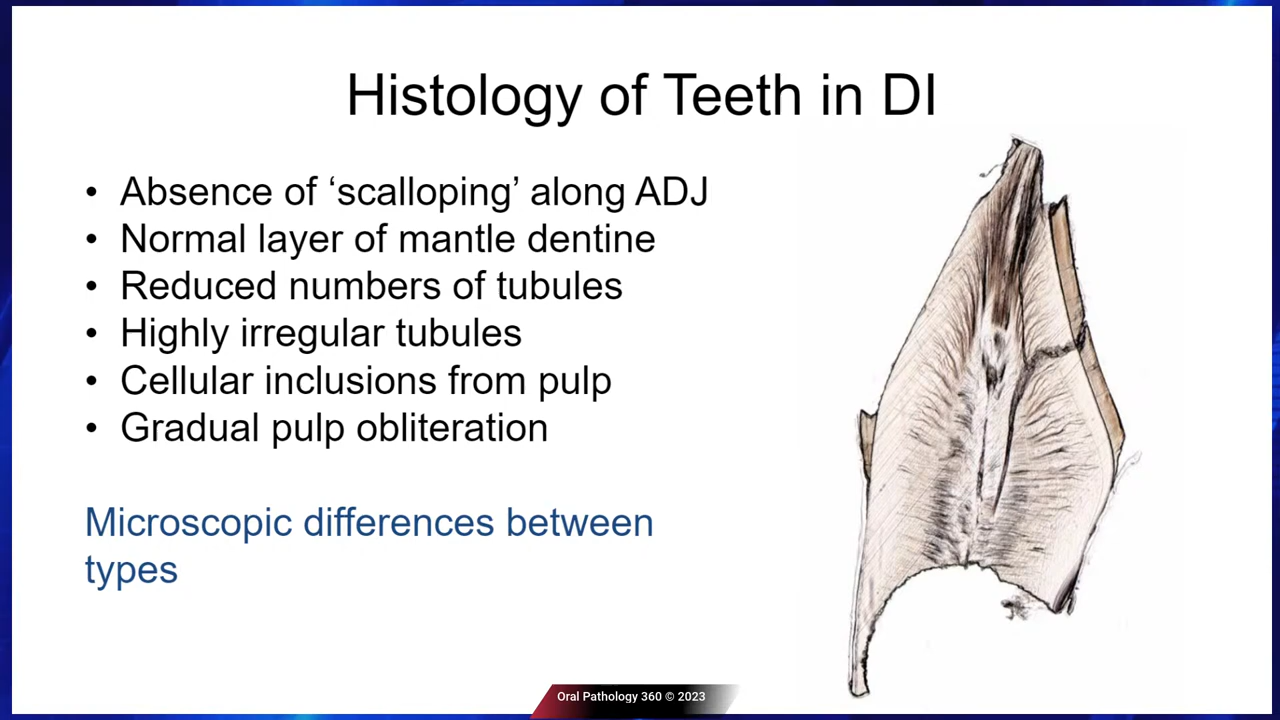 Histology of Teeth in DI
• Absence of ‘scalloping’ along ADJ
• Normal layer of mantle dentine
• Reduced numbers of tubules
• Highly irregular tubules
• Cellular inclusions from pulp
• Gradual pulp obliteration
Microscopic differences between
types
Oral Pathology 360 © 2023